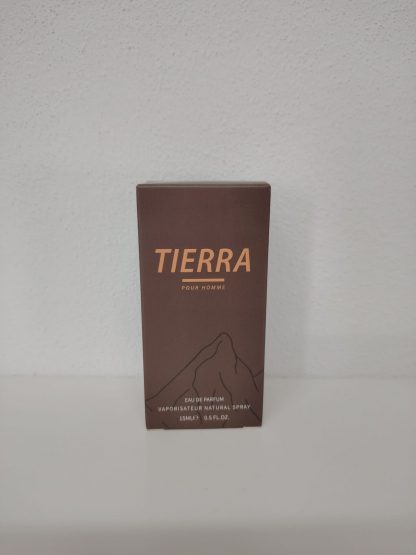 TIERRA
POUR HOMME
EAU DE PARFUM
VAPORISATEUR NATURAL SPRAY
15ML℮ 0.5 FL.OZ.